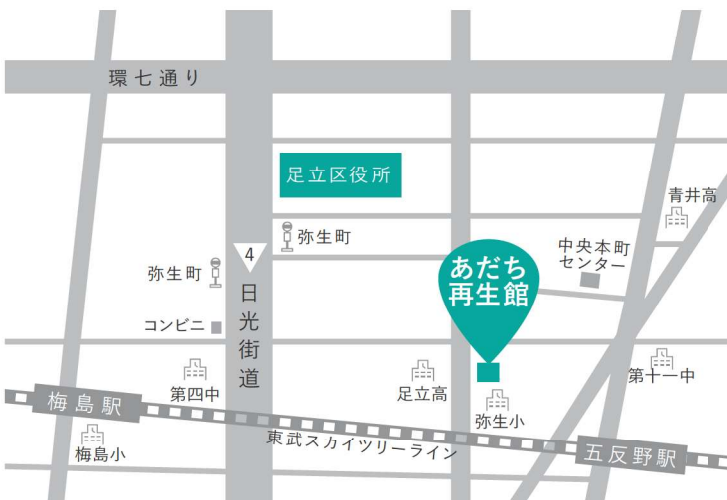 環七通り
足立区役所
青井高
弥生町
中央本町
センター
4
あだち
再生館
弥生町
日光街道
コンビニ
第四中
足立高
第十一中
梅島駅
弥生小
東武スカイツリーライン
梅島小
五反野駅